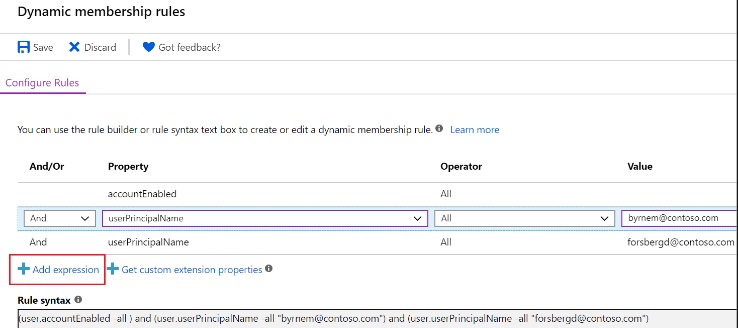 Dynamic membership rules
Save Discard Got feedback?
Configure Rules
You can use the rule builder or rule syntax text box to create or edit a dynamic membership rule. Learn more
And/Or Property Operator Value
accountEnabled All
And userPrincipalName All byrnem@contoso.com
And userPrincipalName All forsbergd@contoso.com
Add expression Get custom extension properties
Rule syntax
(user.accountEnabled -all ) and (user.userPrincipalName -all "byrnem@contoso.com") and (user.userPrincipalName -all "forsbergd@contoso.com")